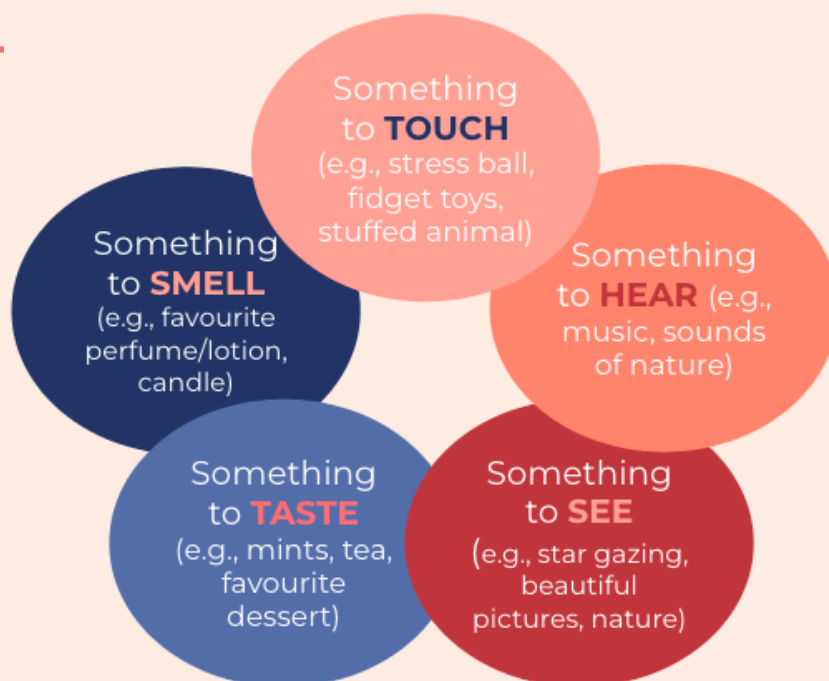 Something
to TOUCH
(e.g., stress ball,
fidget toys,
stuffed animal)
Something
to HEAR (e.g.,
music, sounds
of nature)
Something
to SEE
(e.g., star gazing,
beautiful
pictures, nature)
Something
to TASTE
(e.g., mints, tea,
favourite
dessert)
Something
to SMELL
(e.g., favourite
perfume/lotion,
candle)